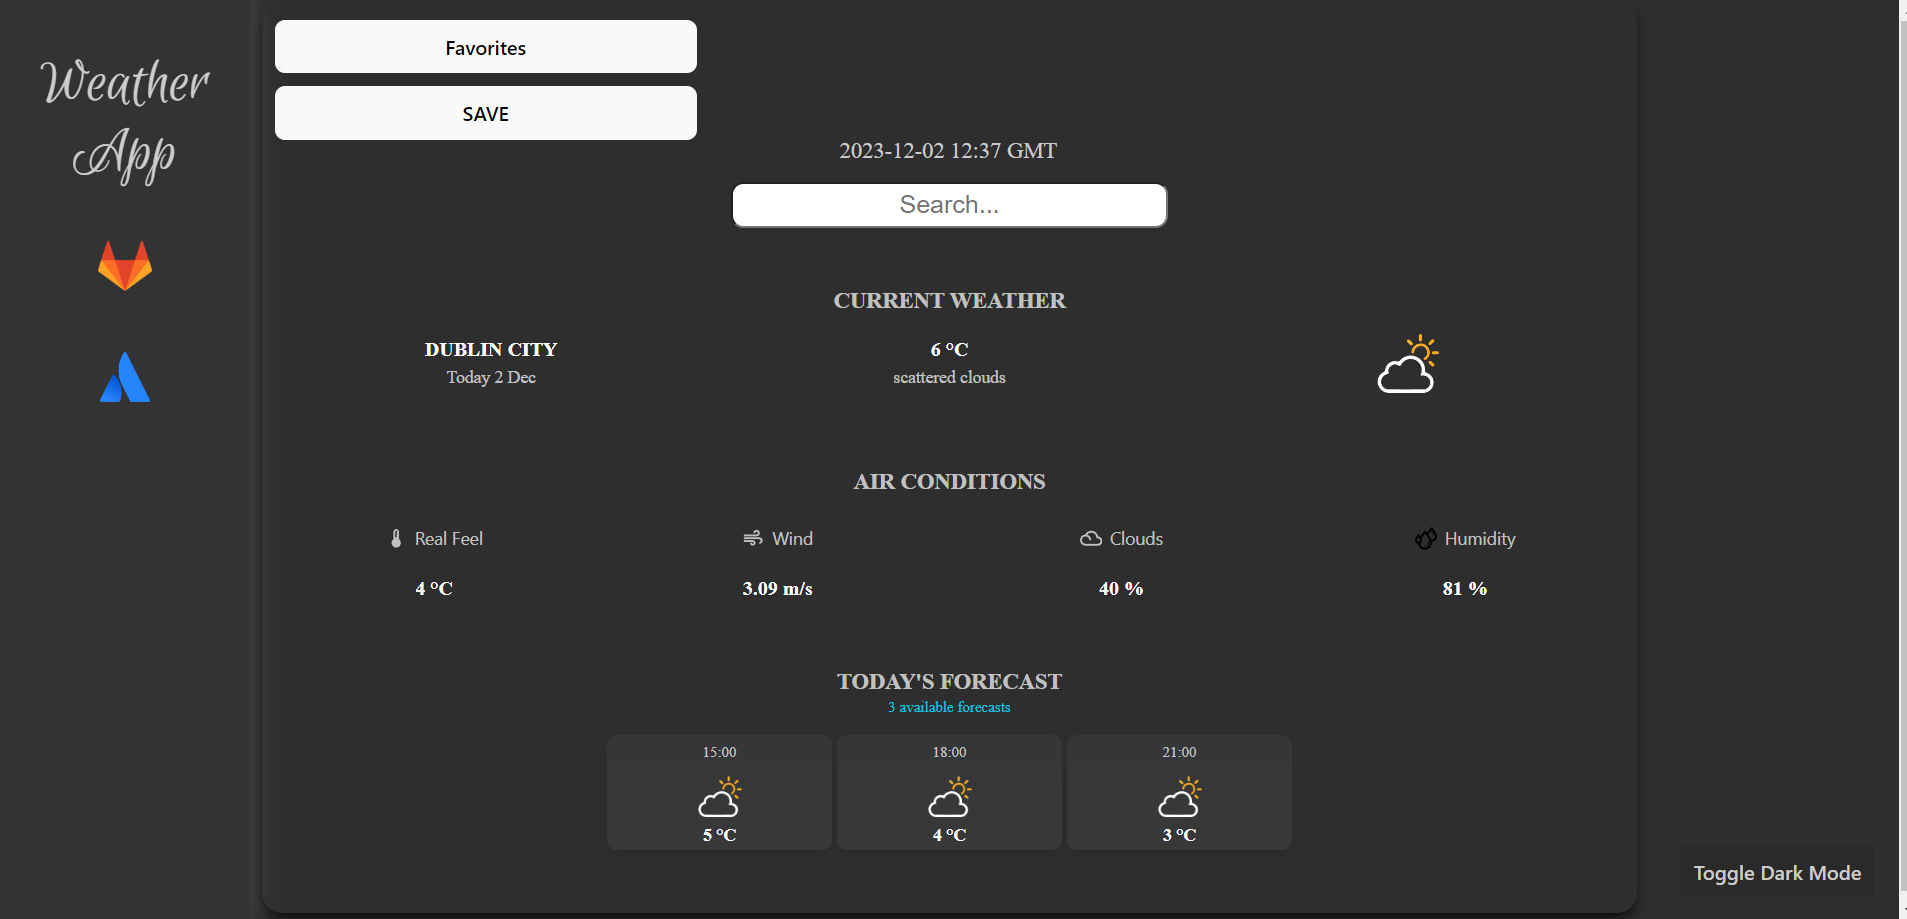 Weather
App
Favorites
SAVE
2023-12-02 12:37 GMT
Search...
CURRENT WEATHER
DUBLIN CITY
Today 2 Dec
6 °C
scattered clouds
AIR CONDITIONS
Real Feel
4 °C
Wind
3.09 m/s
Clouds
40 %
Humidity
81 %
TODAY'S FORECAST
3 available forecasts
15:00
5 °C
18:00
4 °C
21:00
3 °C
Toggle Dark Mode